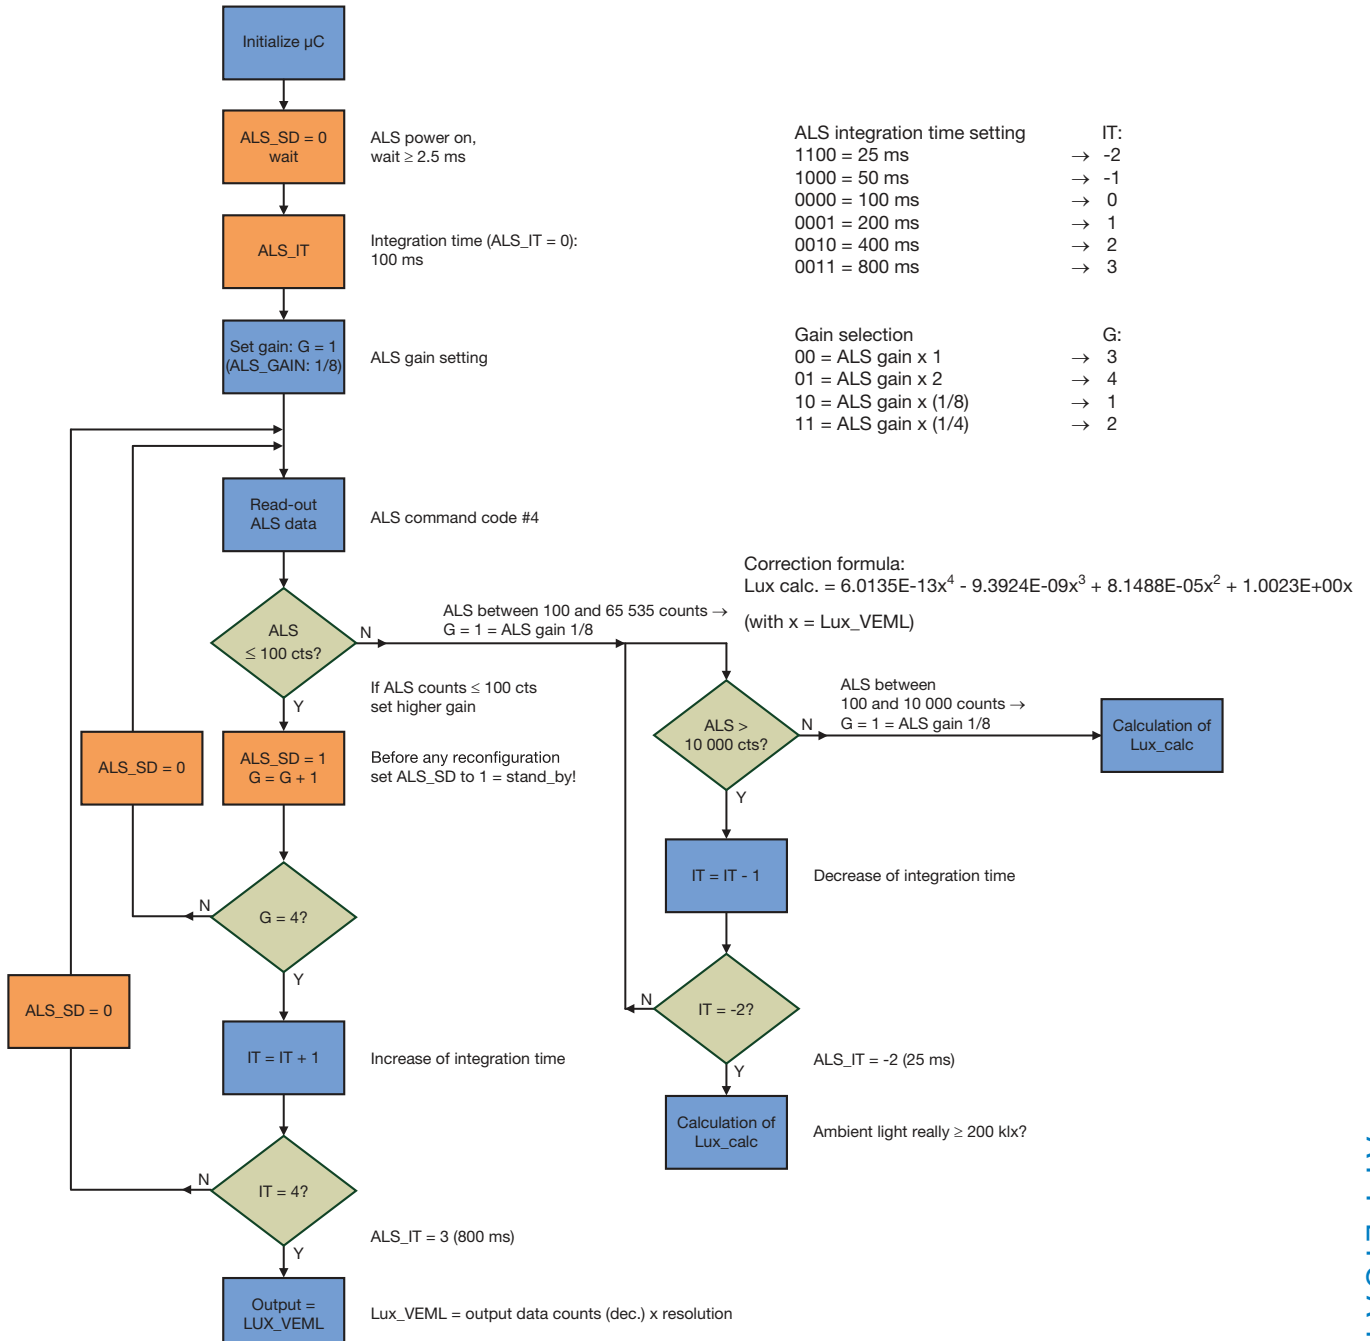 Initialize µC
ALS_SD = 0
wait
ALS power on,
wait ≥ 2.5 ms
ALS_IT
Integration time (ALS_IT = 0):
100 ms
Set gain: G = 1
(ALS_GAIN: 1/8)
ALS gain setting
ALS integration time setting IT:
1100 = 25 ms → -2
1000 = 50 ms → -1
0000 = 100 ms → 0
0001 = 200 ms → 1
0010 = 400 ms → 2
0011 = 800 ms → 3
Gain selection G:
00 = ALS gain x 1 → 3
01 = ALS gain x 2 → 4
10 = ALS gain x (1/8) → 1
11 = ALS gain x (1/4) → 2
Read-out
ALS data
ALS command code #4
Correction formula:
Lux calc. = 6.0135E-13x⁴ - 9.3924E-09x³ + 8.1488E-05x² + 1.0023E+00x
(with x = Lux_VEML)
ALS
≤ 100 cts?
N
Y
ALS between 100 and 65 535 counts →
G = 1 = ALS gain 1/8
If ALS counts ≤ 100 cts
set higher gain
ALS >
10 000 cts?
N
Y
ALS between
100 and 10 000 counts →
G = 1 = ALS gain 1/8
Calculation of
Lux_calc
ALS_SD = 0
ALS_SD = 1
G = G + 1
Before any reconfiguration
set ALS_SD to 1 = stand_by!
IT = IT - 1
Decrease of integration time
G = 4?
N
Y
ALS_SD = 0
IT = -2?
N
Y
ALS_IT = -2 (25 ms)
IT = IT + 1
Increase of integration time
Calculation of
Lux_calc
Ambient light really ≥ 200 klx?
IT = 4?
N
Y
ALS_IT = 3 (800 ms)
Output =
LUX_VEML
Lux_VEML = output data counts (dec.) x resolution